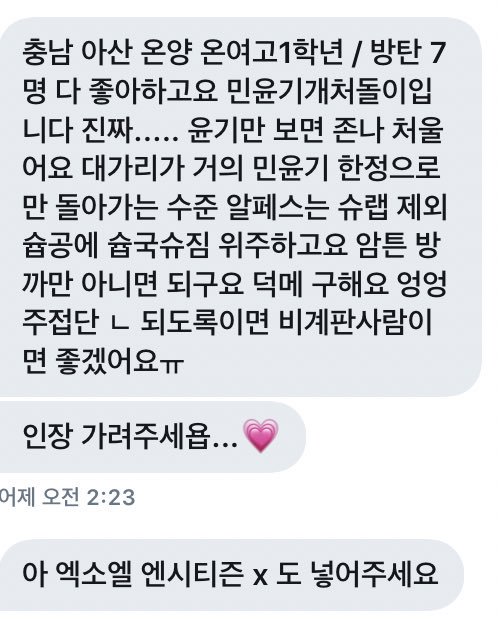 충남 아산 온양 온여고1학년 / 방탄 7
명 다 좋아하고요 민윤기개처돌이입
니다 진짜..... 윤기만 보면 존나 처울
어요 대가리가 거의 민윤기 한정으로
만 돌아가는 수준 알페스는 슈랩 제외
슙공에 슙국슈짐 위주하고요 암튼 방
까만 아니면 되구요 덕메 구해요 엉엉
주접단 ㄴ 되도록이면 비계판사람이
면 좋겠어요ㅠ
인장 가려주세욥...💗
어제 오전 2:23
아 엑소엘 엔시티즌 x 도 넣어주세요